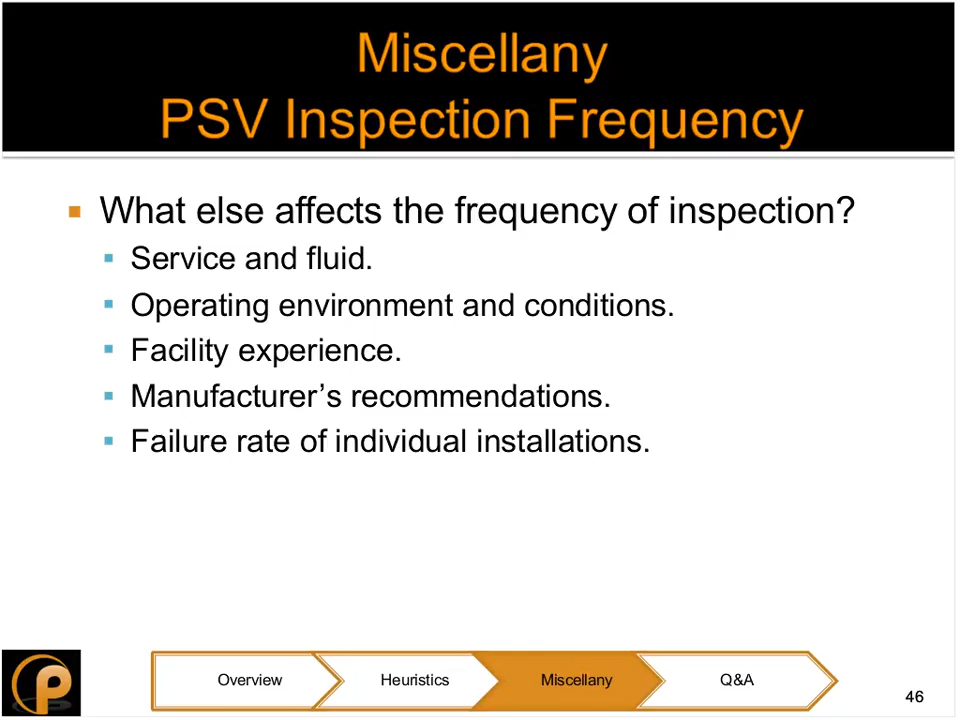 Miscellany
PSV Inspection Frequency
What else affects the frequency of inspection?
Service and fluid.
Operating environment and conditions.
Facility experience.
Manufacturer’s recommendations.
Failure rate of individual installations.
P
Overview
Heuristics
Miscellany
Q&A
46